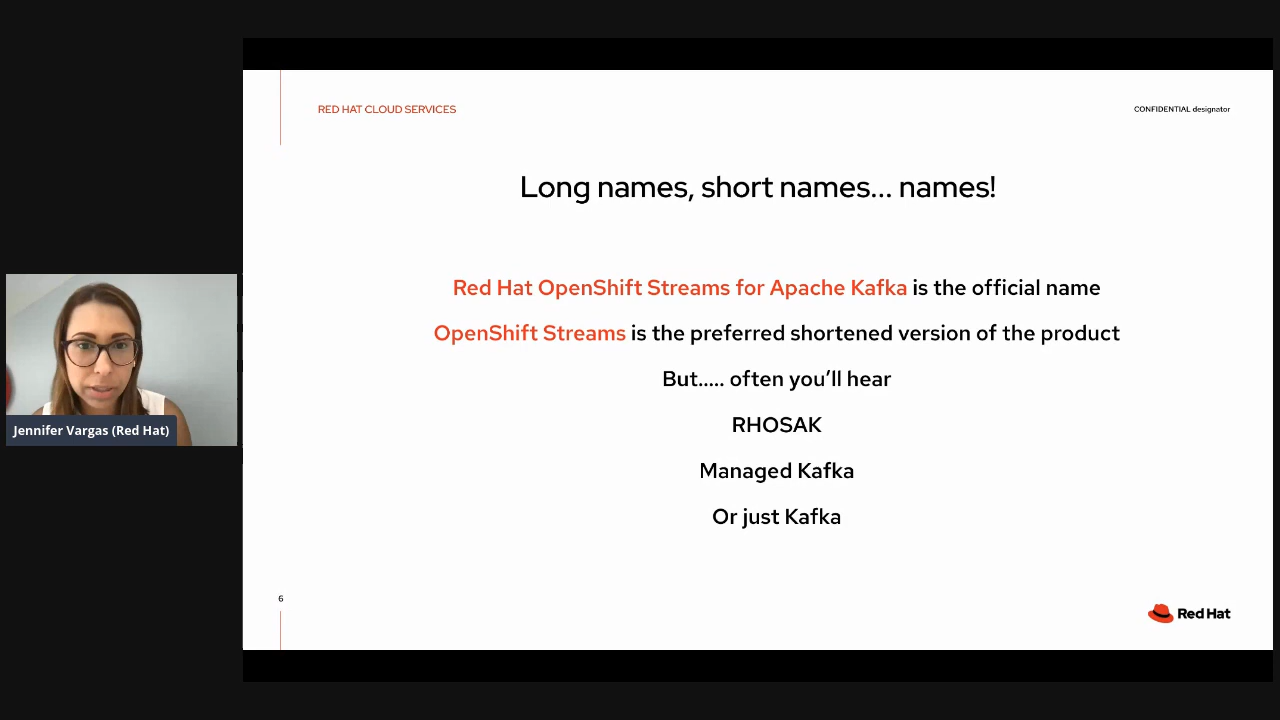 RED HAT CLOUD SERVICES
CONFIDENTIAL designator
Long names, short names... names!
Red Hat OpenShift Streams for Apache Kafka is the official name
OpenShift Streams is the preferred shortened version of the product
But..... often you’ll hear
RHOSAK
Managed Kafka
Or just Kafka
Jennifer Vargas (Red Hat)
6
Red Hat